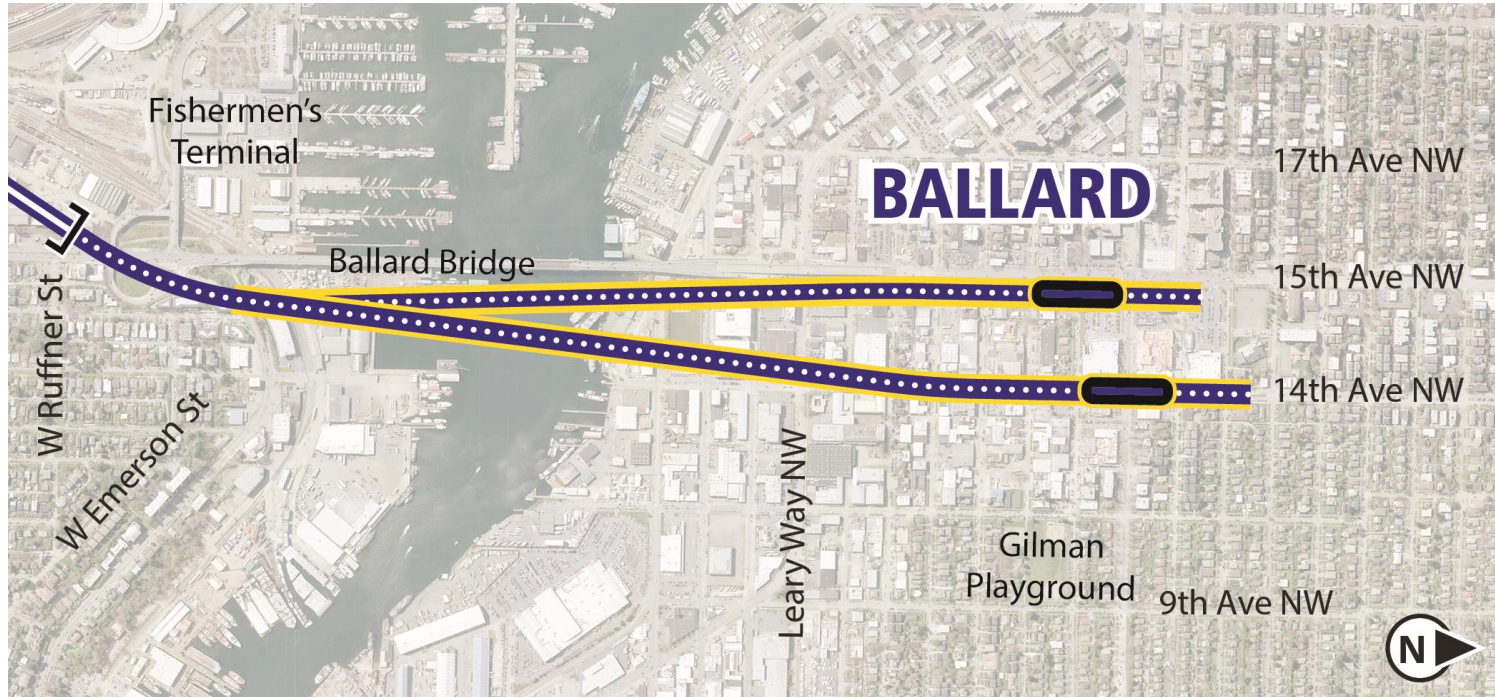 Fishermen's
Terminal
17th Ave NW
BALLARD
Ballard Bridge
15th Ave NW
W Ruffner St
14th Ave NW
W Emerson St
Leary Way NW
Gilman
Playground
9th Ave NW
N